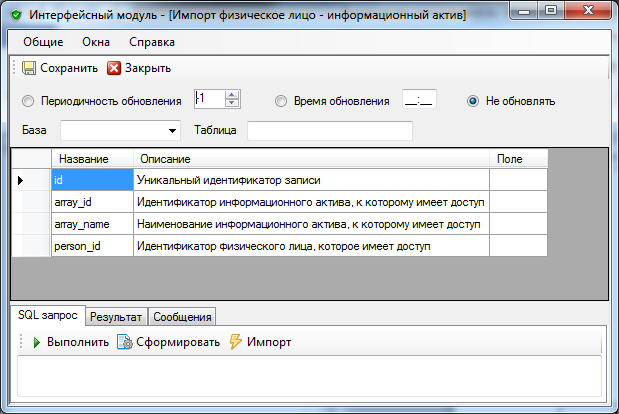 Интерфейсный модуль - [Импорт физическое лицо - информационный актив]
Общие Окна Справка
Сохранить Закрыть
Периодичность обновления -1 Время обновления __:__ Не обновлять
База Таблица
Название Описание Поле
id Уникальный идентификатор записи
array_id Идентификатор информационного актива, к которому имеет доступ
array_name Наименование информационного актива, к которому имеет доступ
person_id Идентификатор физического лица, которое имеет доступ
SQL запрос Результат Сообщения
Выполнить Сформировать Импорт